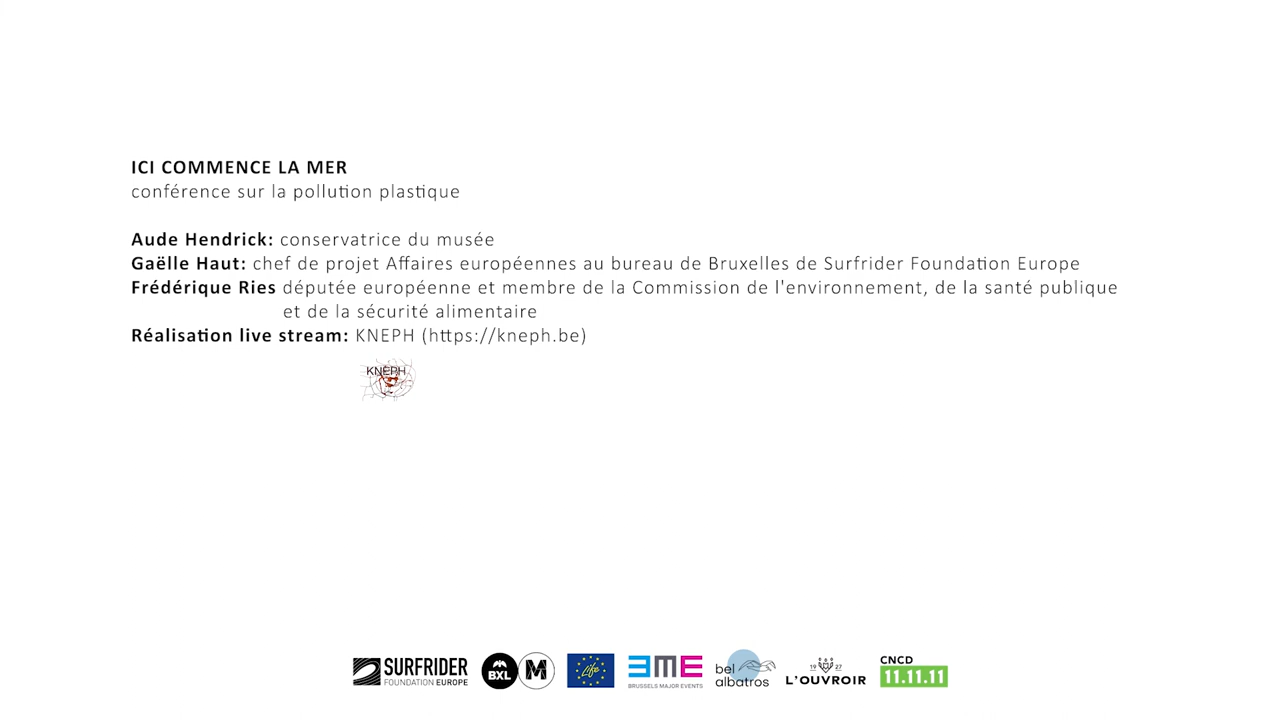 ICI COMMENCE LA MER
conférence sur la pollution plastique
Aude Hendrick: conservatrice du musée
Gaëlle Haut: chef de projet Affaires européennes au bureau de Bruxelles de Surfrider Foundation Europe
Frédérique Ries députée européenne et membre de la Commission de l'environnement, de la santé publique
et de la sécurité alimentaire
Réalisation live stream: KNEPH (https://kneph.be)
KNEPH
SURFRIDER
FOUNDATION EUROPE
BXL
M
Life
BME
BRUSSELS MAJOR EVENTS
bel
albatros
19 27
L'OUVROIR
CNCD
11.11.11